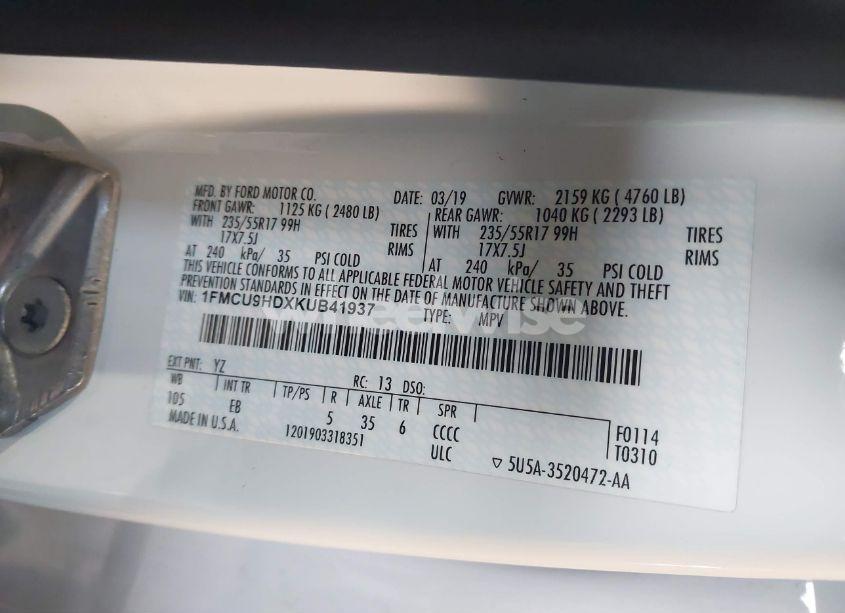 MFD. BY FORD MOTOR CO. DATE: 03/19 GVWR: 2159 KG ( 4760 LB)
FRONT GAWR: 1125 KG ( 2480 LB) REAR GAWR: 1040 KG ( 2293 LB)
WITH 235/55R17 99H TIRES WITH 235/55R17 99H TIRES
17X7.5J RIMS 17X7.5J RIMS
AT 240 kPa/ 35 PSI COLD AT 240 kPa/ 35 PSI COLD
THIS VEHICLE CONFORMS TO ALL APPLICABLE FEDERAL MOTOR VEHICLE SAFETY AND THEFT
PREVENTION STANDARDS IN EFFECT ON THE DATE OF MANUFACTURE SHOWN ABOVE.
VIN: 1FMCU9HDXKUB41937 TYPE: MPV
EXT PNT: YZ RC: 13 DSO:
WB INT TR TP/PS R AXLE TR SPR
105 EB 5 35 6 CCCC F0114
MADE IN U.S.A. 1201903318351 ULC T0310
▽ 5U5A-3520472-AA